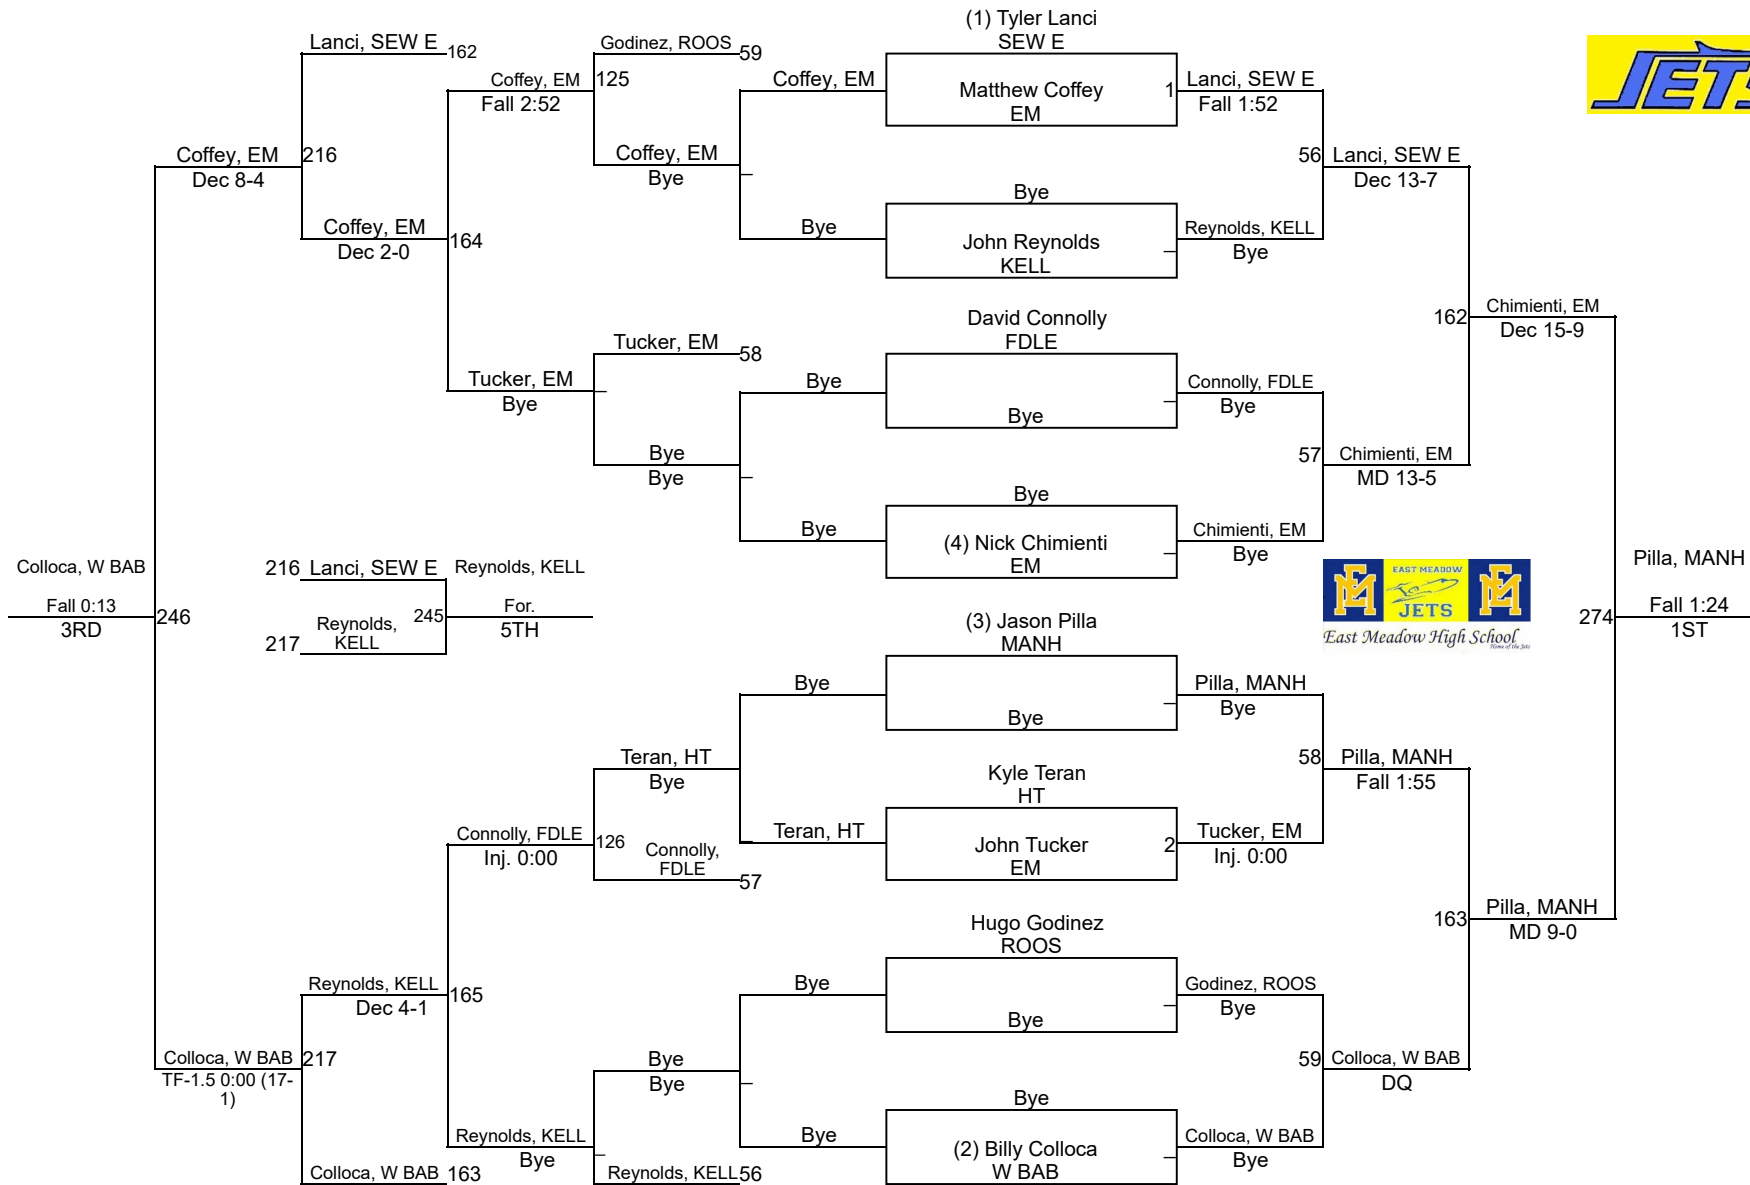 (1) Tyler Lanci
SEW E
Lanci, SEW E
162
Godinez, ROOS
59
JETS
Coffey, EM
125
Fall 2:52
Coffey, EM
Matthew Coffey
EM
1
Lanci, SEW E
Fall 1:52
Coffey, EM
216
Dec 8-4
Coffey, EM
Bye
56
Lanci, SEW E
Dec 13-7
Bye
Coffey, EM
Dec 2-0
164
Bye
John Reynolds
KELL
Reynolds, KELL
Bye
David Connolly
FDLE
162
Chimienti, EM
Dec 15-9
Tucker, EM
58
Tucker, EM
Bye
Bye
Bye
Connolly, FDLE
Bye
Bye
Bye
57
Chimienti, EM
MD 13-5
Bye
Bye
(4) Nick Chimienti
EM
Chimienti, EM
Bye
Colloca, W BAB
Fall 0:13
3RD
246
216
Lanci, SEW E
217
Reynolds,
KELL
245
Reynolds, KELL
For.
5TH
EM
EAST MEADOW
JETS
EM
East Meadow High School
Home of the Jets
Pilla, MANH
274
Fall 1:24
1ST
(3) Jason Pilla
MANH
Bye
Bye
Pilla, MANH
Bye
Teran, HT
Bye
58
Pilla, MANH
Fall 1:55
Kyle Teran
HT
Connolly, FDLE
Inj. 0:00
126
Connolly,
FDLE
57
Teran, HT
John Tucker
EM
2
Tucker, EM
Inj. 0:00
163
Pilla, MANH
MD 9-0
Hugo Godinez
ROOS
Reynolds, KELL
Dec 4-1
165
Bye
Bye
Godinez, ROOS
Bye
Colloca, W BAB
217
TF-1.5 0:00 (17-
1)
Bye
Bye
59
Colloca, W BAB
DQ
Bye
Reynolds, KELL
Bye
Bye
(2) Billy Colloca
W BAB
Colloca, W BAB
Bye
Colloca, W BAB
163
Reynolds, KELL
56